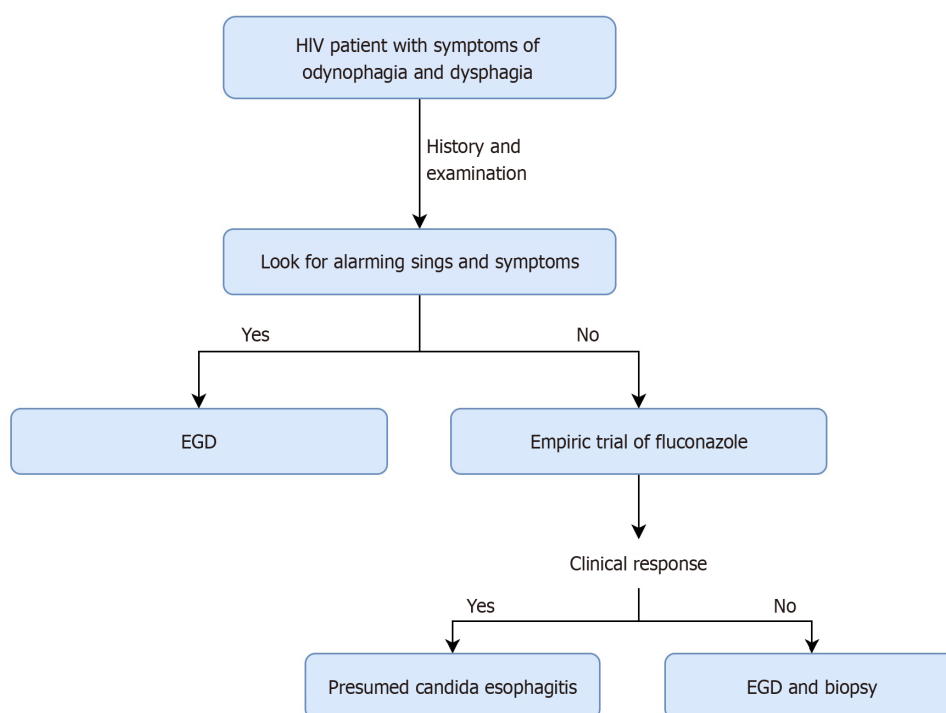 HIV patient with symptoms of
odynophagia and dysphagia
History and
examination
Look for alarming sings and symptoms
Yes
No
EGD
Empiric trial of fluconazole
Clinical response
Yes
No
Presumed candida esophagitis
EGD and biopsy